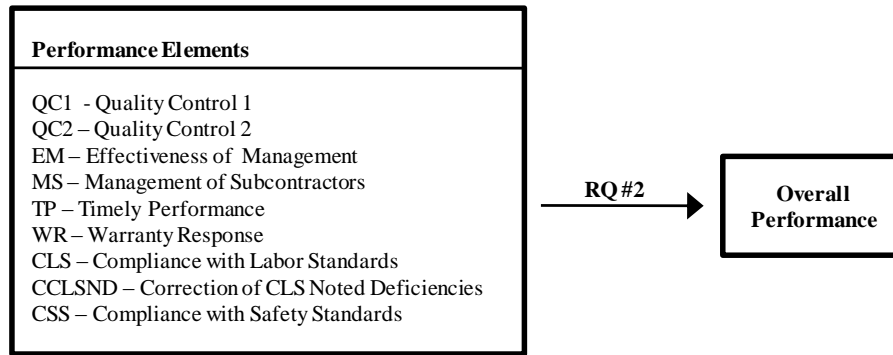 Performance Elements
QC1 - Quality Control 1
QC2 – Quality Control 2
EM – Effectiveness of Management
MS – Management of Subcontractors
TP – Timely Performance
WR – Warranty Response
CLS – Compliance with Labor Standards
CCLSND – Correction of CLS Noted Deficiencies
CSS – Compliance with Safety Standards
RQ #2
Overall
Performance